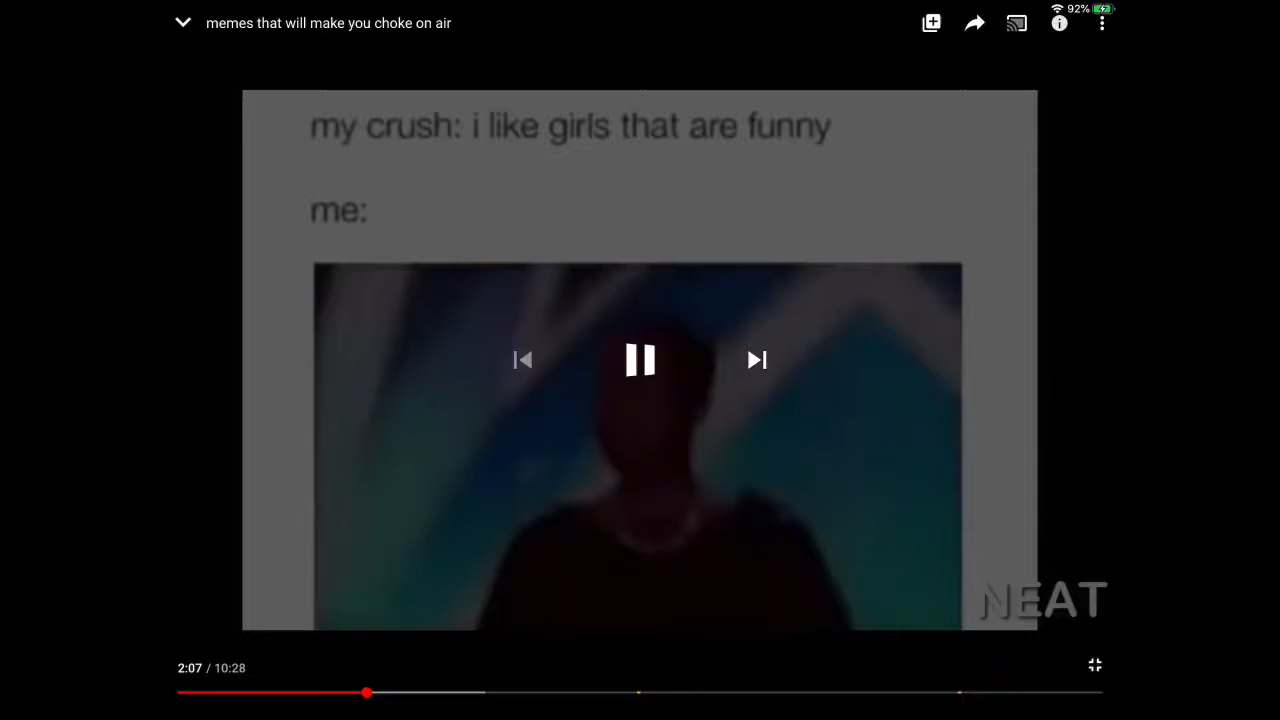 memes that will make you choke on air
92%
my crush: i like girls that are funny
me:
NEAT
2:07 / 10:28